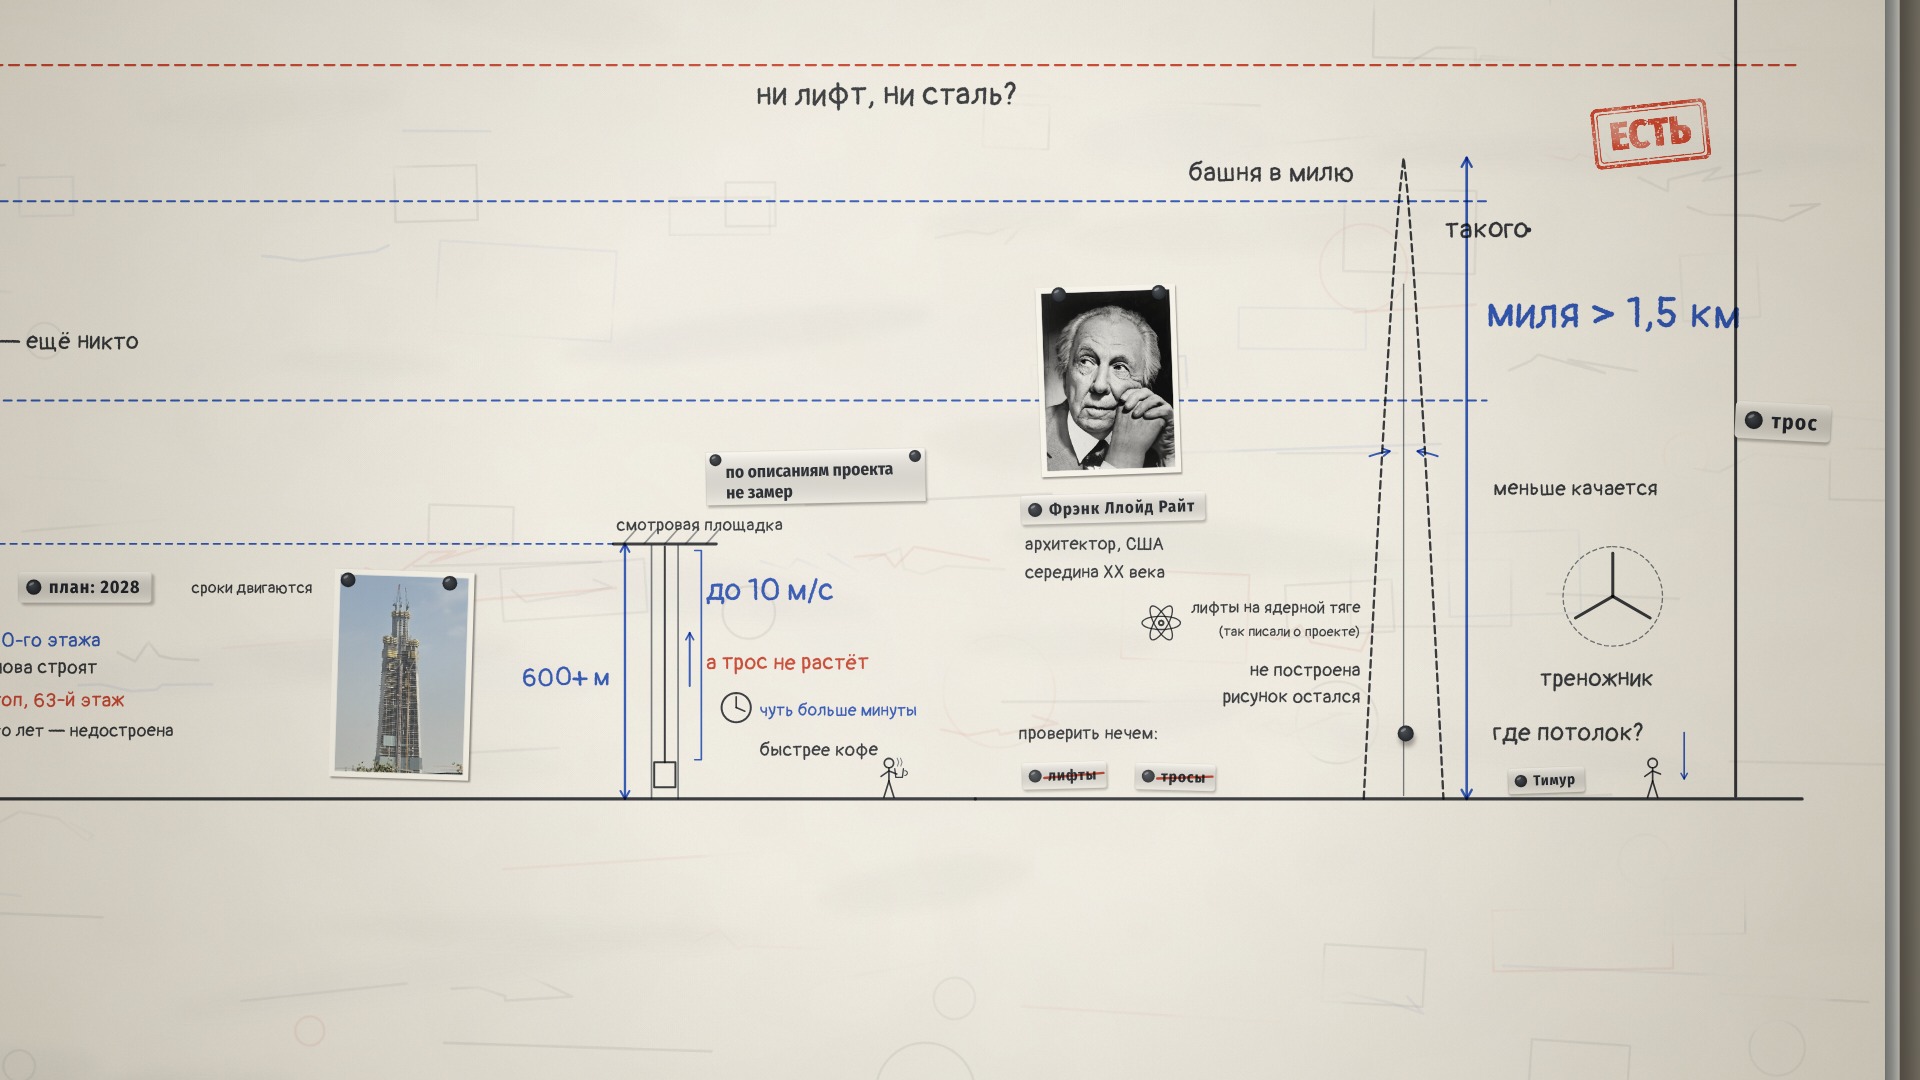 ни лифт, ни сталь?
ЕСТЬ
башня в милю
такого
миля > 1,5 км
— ещё никто
трос
по описаниям проекта
не замер
меньше качается
Фрэнк Ллойд Райт
смотровая площадка
архитектор, США
середина XX века
план: 2028
сроки двигаются
до 10 м/с
лифты на ядерной тяге
(так писали о проекте)
0-го этажа
нова строят
оп, 63-й этаж
о лет — недостроена
600+ м
а трос не растёт
не построена
рисунок остался
треножник
чуть больше минуты
быстрее кофе
проверить нечем:
где потолок?
лифты
тросы
Тимур